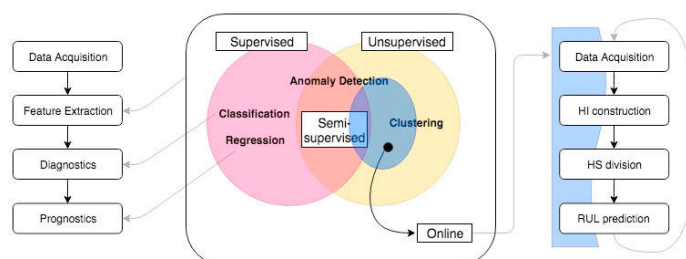 Data Acquisition
Feature Extraction
Diagnostics
Prognostics
Supervised
Unsupervised
Anomaly Detection
Classification
Regression
Semi-
supervised
Clustering
Online
Data Acquisition
HI construction
HS division
RUL prediction